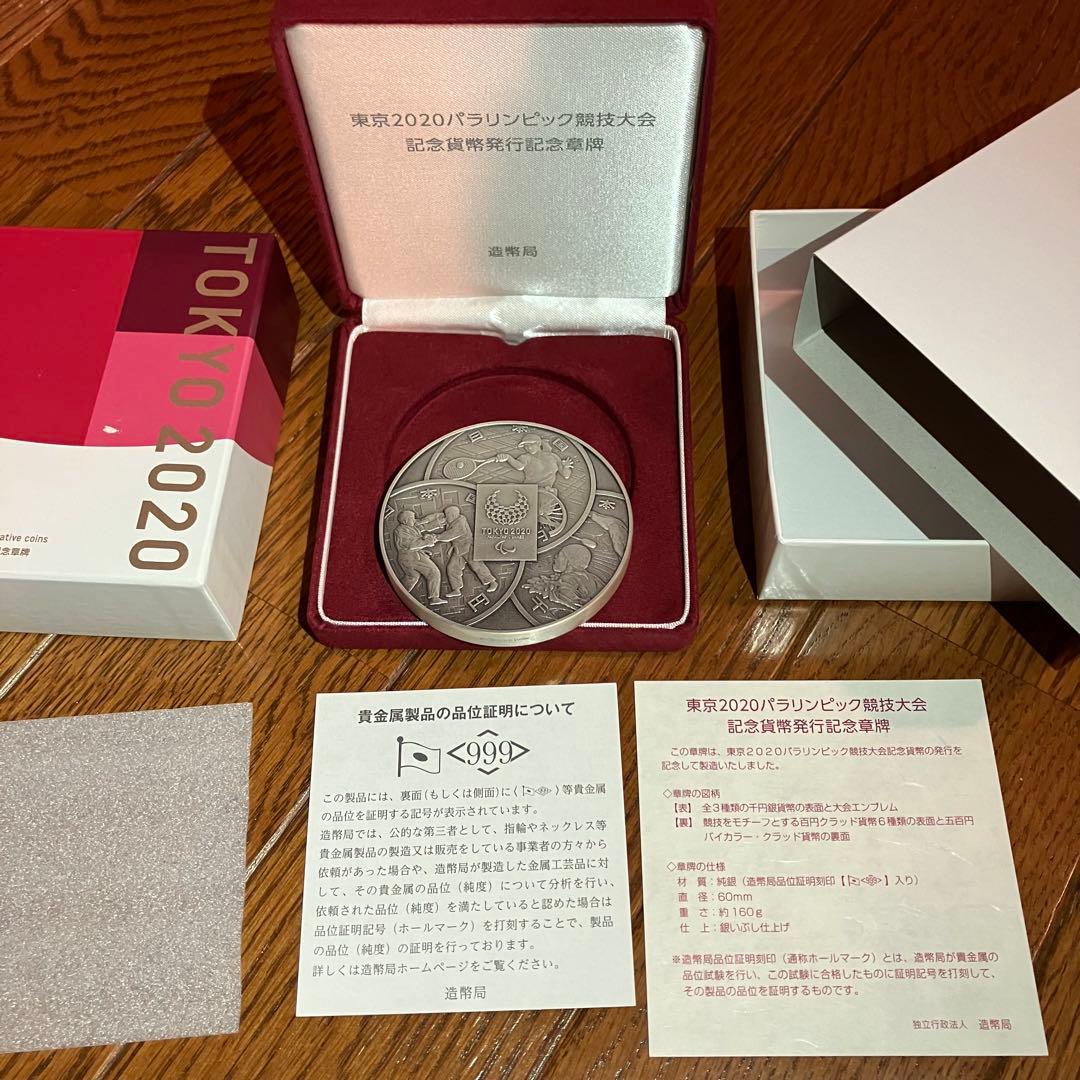 東京2020パラリンピック競技大会
記念貨幣発行記念章牌
造幣局
TOKYO 2020
ative coins
念章牌
日本国
TOKYO 2020
円
千
貴金属製品の品位証明について
<999>
この製品には、裏面(もしくは側面)に〈<999>〉等貴金属
の品位を証明する記号が表示されています。
造幣局では、公的な第三者として、指輪やネックレス等
貴金属製品の製造又は販売をしている事業者の方々から
依頼があった場合や、造幣局が製造した金属工芸品に対
して、その貴金属の品位（純度）について分析を行い、
依頼された品位（純度）を満たしていると認めた場合は
品位証明記号（ホールマーク）を打刻することで、製品
の品位（純度）の証明を行っております。
詳しくは造幣局ホームページをご覧ください。
造幣局
東京2020パラリンピック競技大会
記念貨幣発行記念章牌
この章牌は、東京2020パラリンピック競技大会記念貨幣の発行を
記念して製造いたしました。
◇章牌の図柄
【表】 全3種類の千円銀貨幣の表面と大会エンブレム
【裏】 競技をモチーフとする百円クラッド貨幣6種類の表面と五百円
バイカラー・クラッド貨幣の裏面
◇章牌の仕様
材 質：純銀（造幣局品位証明刻印【<999>】入り）
直 径：60mm
重 さ：約160g
仕 上：銀いぶし仕上げ
※造幣局品位証明刻印（通称ホールマーク）とは、造幣局が貴金属の
品位試験を行い、この試験に合格したものに証明記号を打刻して、
その製品の品位を証明するものです。
独立行政法人 造幣局